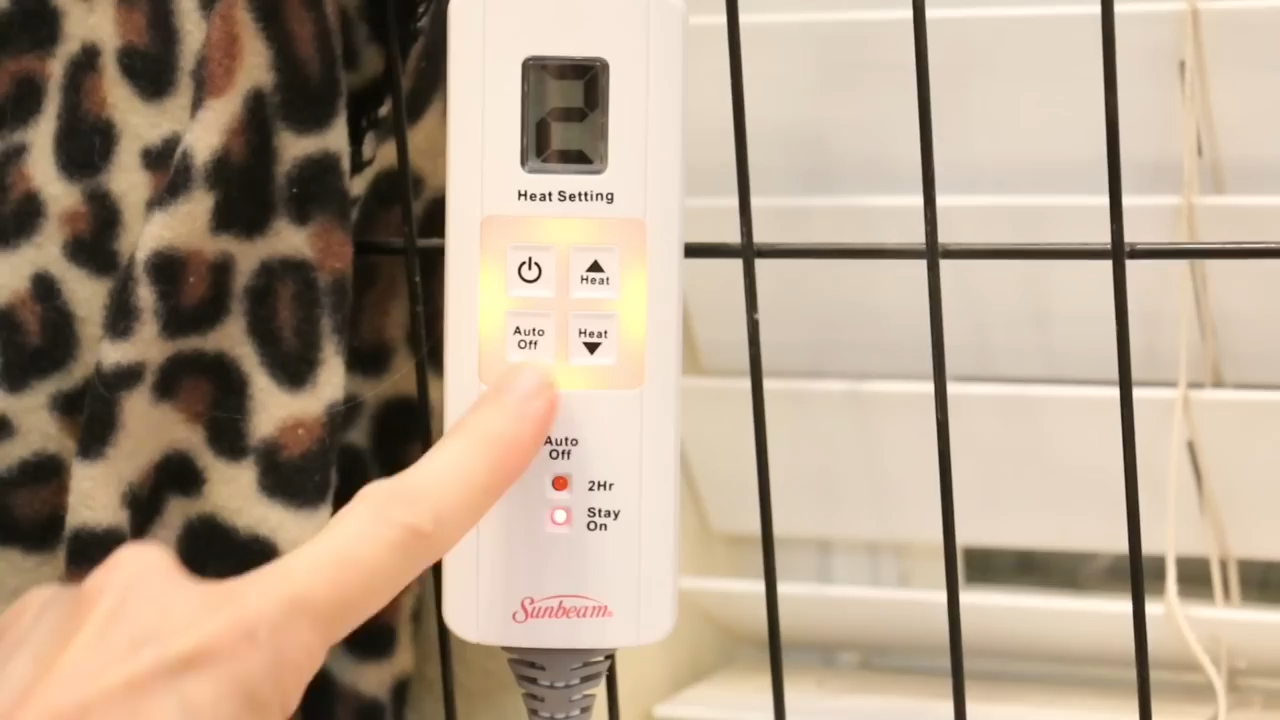 2
Heat Setting
Heat
Auto
Off
Heat
Auto
Off
2Hr
Stay
On
Sunbeam